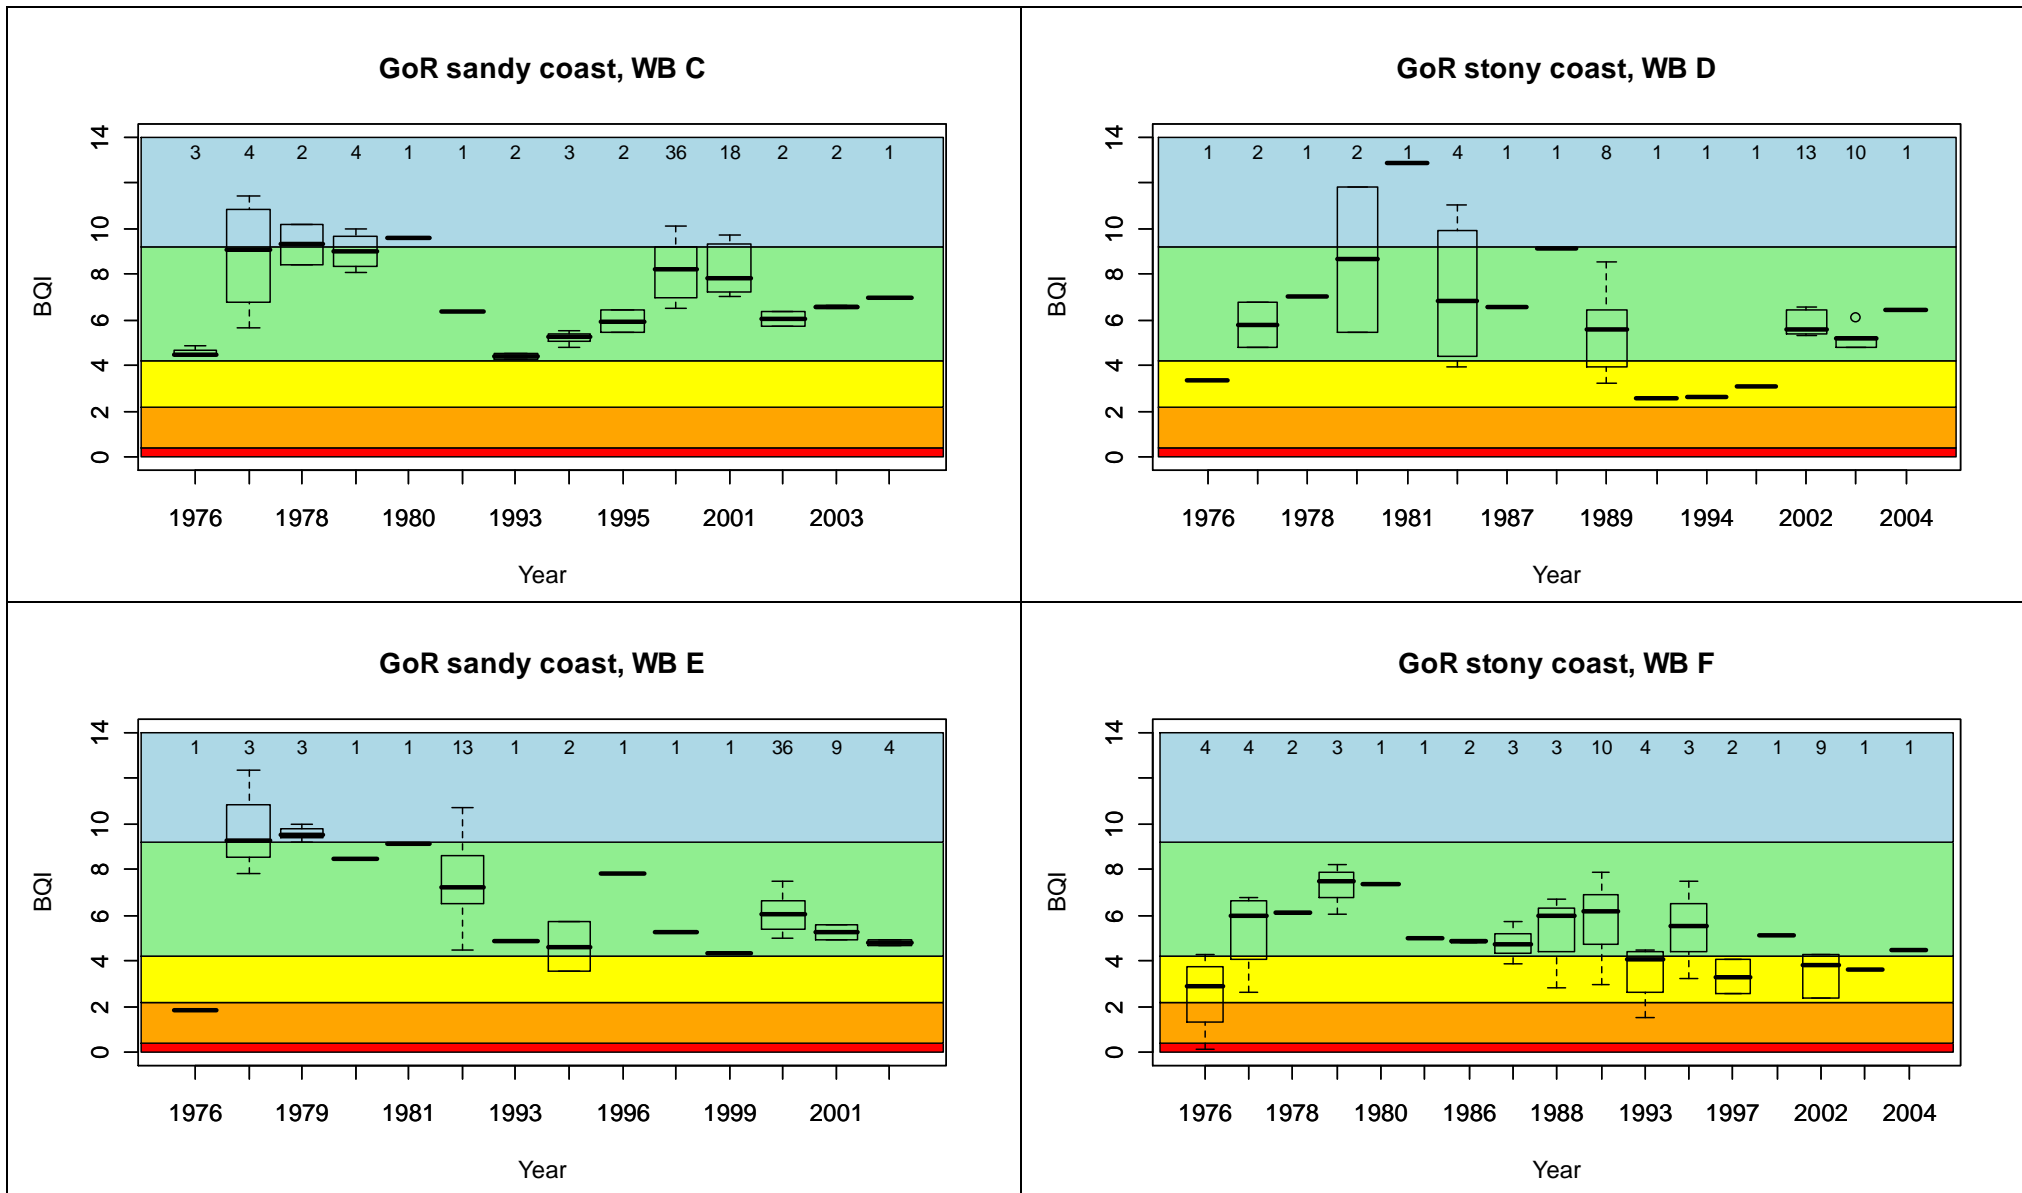 GoR sandy coast, WB C
14
3 4 2 4 1 1 2 3 2 36 18 2 2 1
10
8
6
4
2
0
BQI
1976 1978 1980 1993 1995 2001 2003
Year
GoR stony coast, WB D
14
1 2 1 2 1 4 1 1 8 1 1 1 13 10 1
10
8
6
4
2
0
BQI
1976 1978 1981 1987 1989 1994 2002 2004
Year
GoR sandy coast, WB E
14
1 3 3 1 1 13 1 2 1 1 1 36 9 4
10
8
6
4
2
0
BQI
1976 1979 1981 1993 1996 1999 2001
Year
GoR stony coast, WB F
14
4 4 2 3 1 1 2 3 3 10 4 3 2 1 9 1 1
10
8
6
4
2
0
BQI
1976 1978 1980 1986 1988 1993 1997 2002 2004
Year